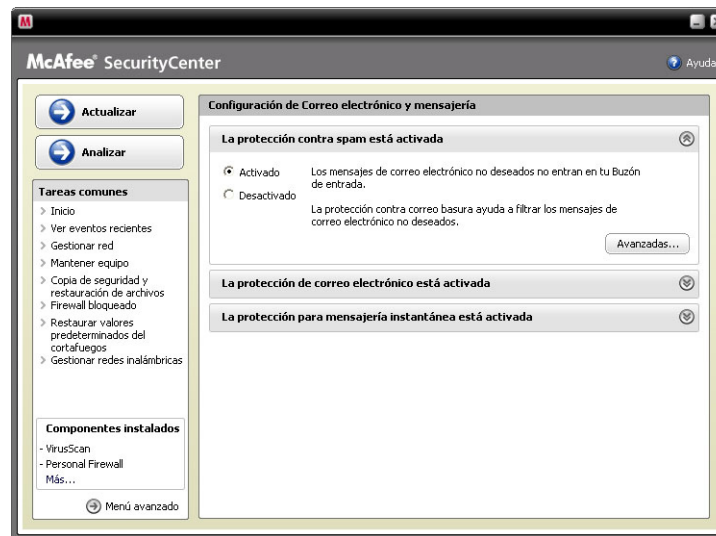 McAfee® SecurityCenter
Ayuda
Actualizar
Analizar
Tareas comunes
Inicio
Ver eventos recientes
Gestionar red
Mantener equipo
Copia de seguridad y
restauración de archivos
Firewall bloqueado
Restaurar valores
predeterminados del
cortafuegos
Gestionar redes inalámbricas
Componentes instalados
- VirusScan
- Personal Firewall
Más...
Menú avanzado
Configuración de Correo electrónico y mensajería
La protección contra spam está activada
Activado
Desactivado
Los mensajes de correo electrónico no deseados no entran en tu Buzón
de entrada.
La protección contra correo basura ayuda a filtrar los mensajes de
correo electrónico no deseados.
Avanzadas...
La protección de correo electrónico está activada
La protección para mensajería instantánea está activada